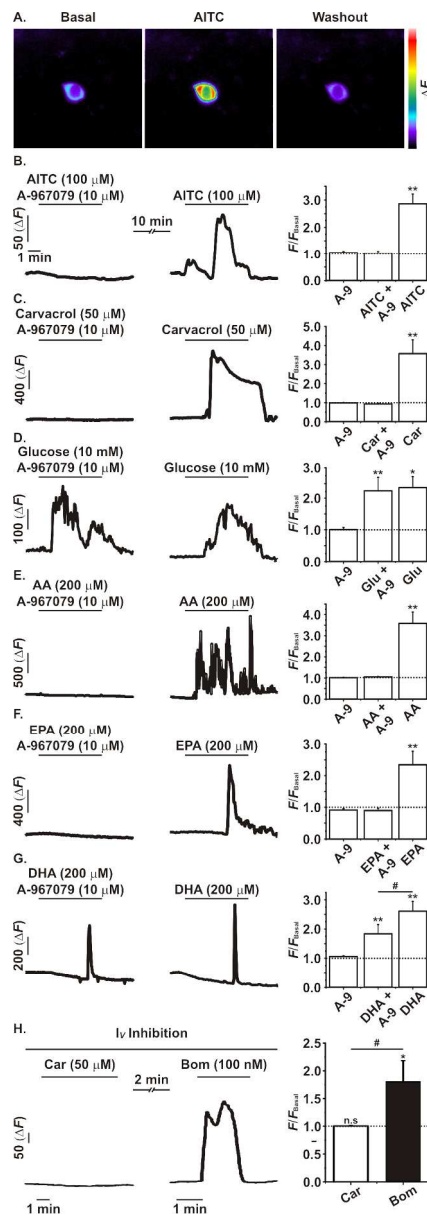 A.
Basal AITC Washout
ΔF
B.
AITC (100 μM)
A-967079 (10 μM)
10 min
AITC (100 μM)
50 (ΔF)
1 min
F/FBasal
3.0
2.0
1.0
0.0
**
A-9
AITC + A-9
AITC
C.
Carvacrol (50 μM)
A-967079 (10 μM)
Carvacrol (50 μM)
400 (ΔF)
F/FBasal
5.0
4.0
3.0
2.0
1.0
0.0
**
A-9
Car + A-9
Car
D.
Glucose (10 mM)
A-967079 (10 μM)
Glucose (10 mM)
100 (ΔF)
F/FBasal
3.0
2.0
1.0
0.0
** *
A-9
Glu + A-9
Glu
E.
AA (200 μM)
A-967079 (10 μM)
AA (200 μM)
500 (ΔF)
F/FBasal
4.0
3.0
2.0
1.0
0.0
**
A-9
AA + A-9
AA
F.
EPA (200 μM)
A-967079 (10 μM)
EPA (200 μM)
400 (ΔF)
F/FBasal
3.0
2.0
1.0
0.0
**
A-9
EPA + A-9
EPA
G.
DHA (200 μM)
A-967079 (10 μM)
DHA (200 μM)
200 (ΔF)
F/FBasal
3.0
2.0
1.0
0.0
#
** **
A-9
DHA + A-9
DHA
H.
IV Inhibition
Car (50 μM)
2 min
Bom (100 nM)
50 (ΔF)
1 min
1 min
F/FBasal
2.5
2.0
1.5
1.0
0.5
0.0
#
*
n.s
Car
Bom